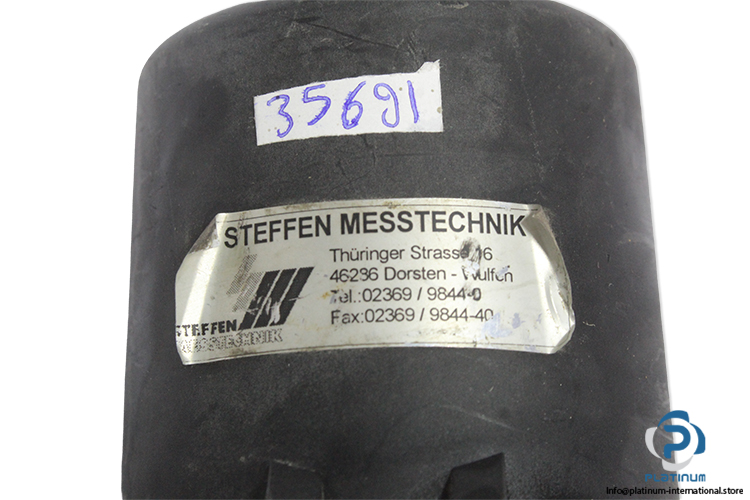 35691
STEFFEN MESSTECHNIK
Thüringer Strasse 16
46286 Dorsten - Wulfen
Tel.:02369 / 9844-0
Fax:02369 / 9844-40
STEFFEN
MESSTECHNIK
PLATINUM
Info@platinum-international.store